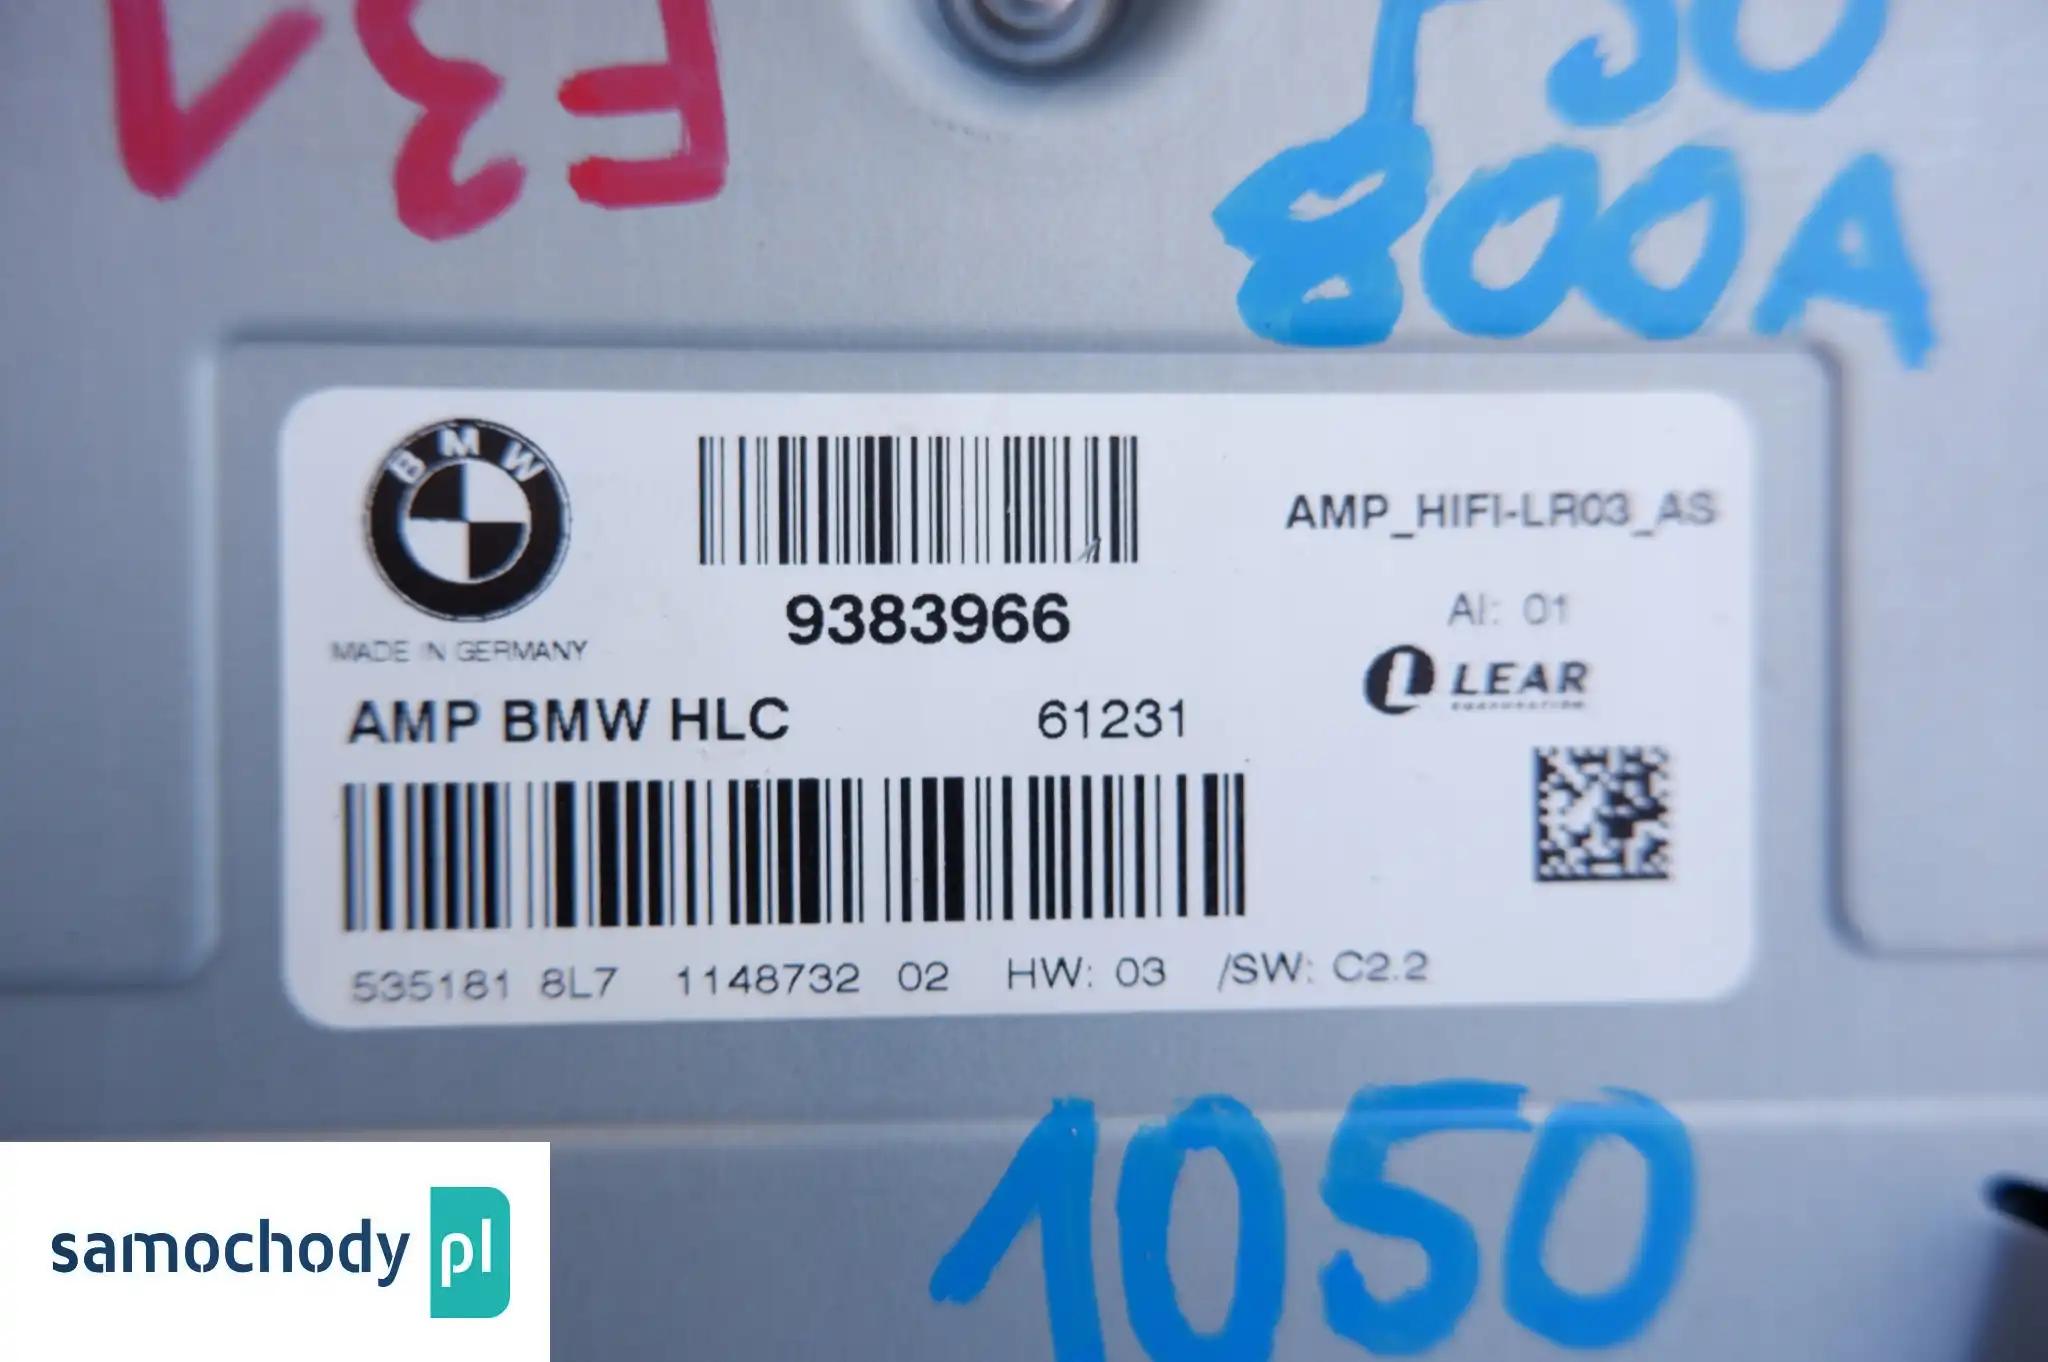 F31
F30
800A
BMW
MADE IN GERMANY
9383966
AMP_HIFI-LR03_AS
AI: 01
L LEAR
CORPORATION
AMP BMW HLC 61231
535181 8L7 1148732 02 HW: 03 /SW: C2.2
1050
samochody pl